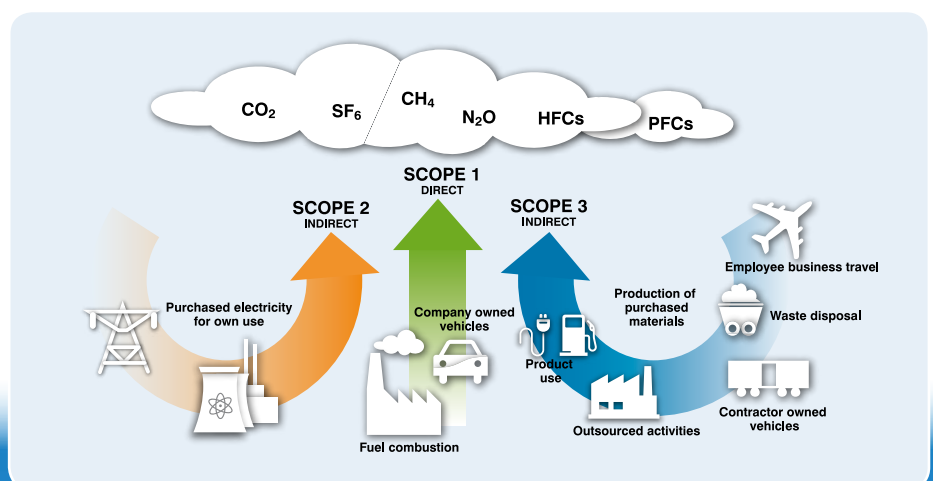 CO₂
SF₆
CH₄
N₂O
HFCs
PFCs
SCOPE 1
DIRECT
SCOPE 2
INDIRECT
SCOPE 3
INDIRECT
Purchased electricity
for own use
Company owned
vehicles
Fuel combustion
Product
use
Outsourced activities
Production of
purchased
materials
Employee business travel
Waste disposal
Contractor owned
vehicles